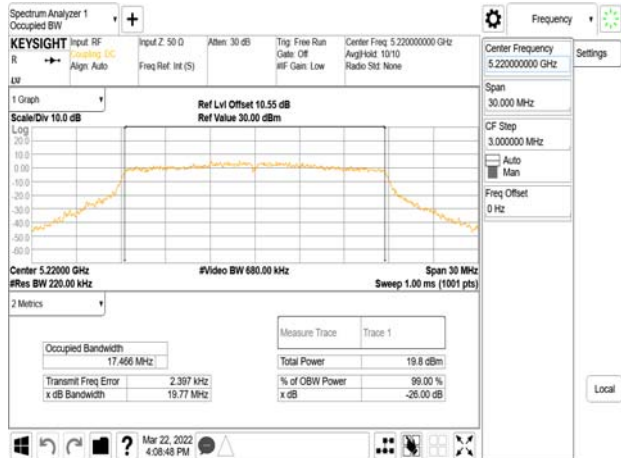 Spectrum Analyzer 1
Occupied BW
Frequency
KEYSIGHT
Input: RF
Coupling: DC
Align: Auto
Input Z: 50 Ω
Freq Ref: Int (S)
Atten: 30 dB
Trig: Free Run
Gate: Off
#IF Gain: Low
Center Freq: 5.220000000 GHz
Avg|Hold: 10/10
Radio Std: None
R
LXI
Center Frequency
5.220000000 GHz
Settings
Span
30.000 MHz
CF Step
3.000000 MHz
Auto
Man
Freq Offset
0 Hz
1 Graph
Scale/Div 10.0 dB
Ref Lvl Offset 10.55 dB
Ref Value 30.00 dBm
Log
20.0
10.0
0.00
-10.0
-20.0
-30.0
-40.0
-50.0
-60.0
Center 5.22000 GHz
#Res BW 220.00 kHz
#Video BW 680.00 kHz
Span 30 MHz
Sweep 1.00 ms (1001 pts)
2 Metrics
Measure Trace
Trace 1
Occupied Bandwidth
17.466 MHz
Total Power
19.8 dBm
Transmit Freq Error
2.397 kHz
% of OBW Power
99.00 %
x dB Bandwidth
19.77 MHz
x dB
-26.00 dB
Local
?
Mar 22, 2022
4:08:48 PM